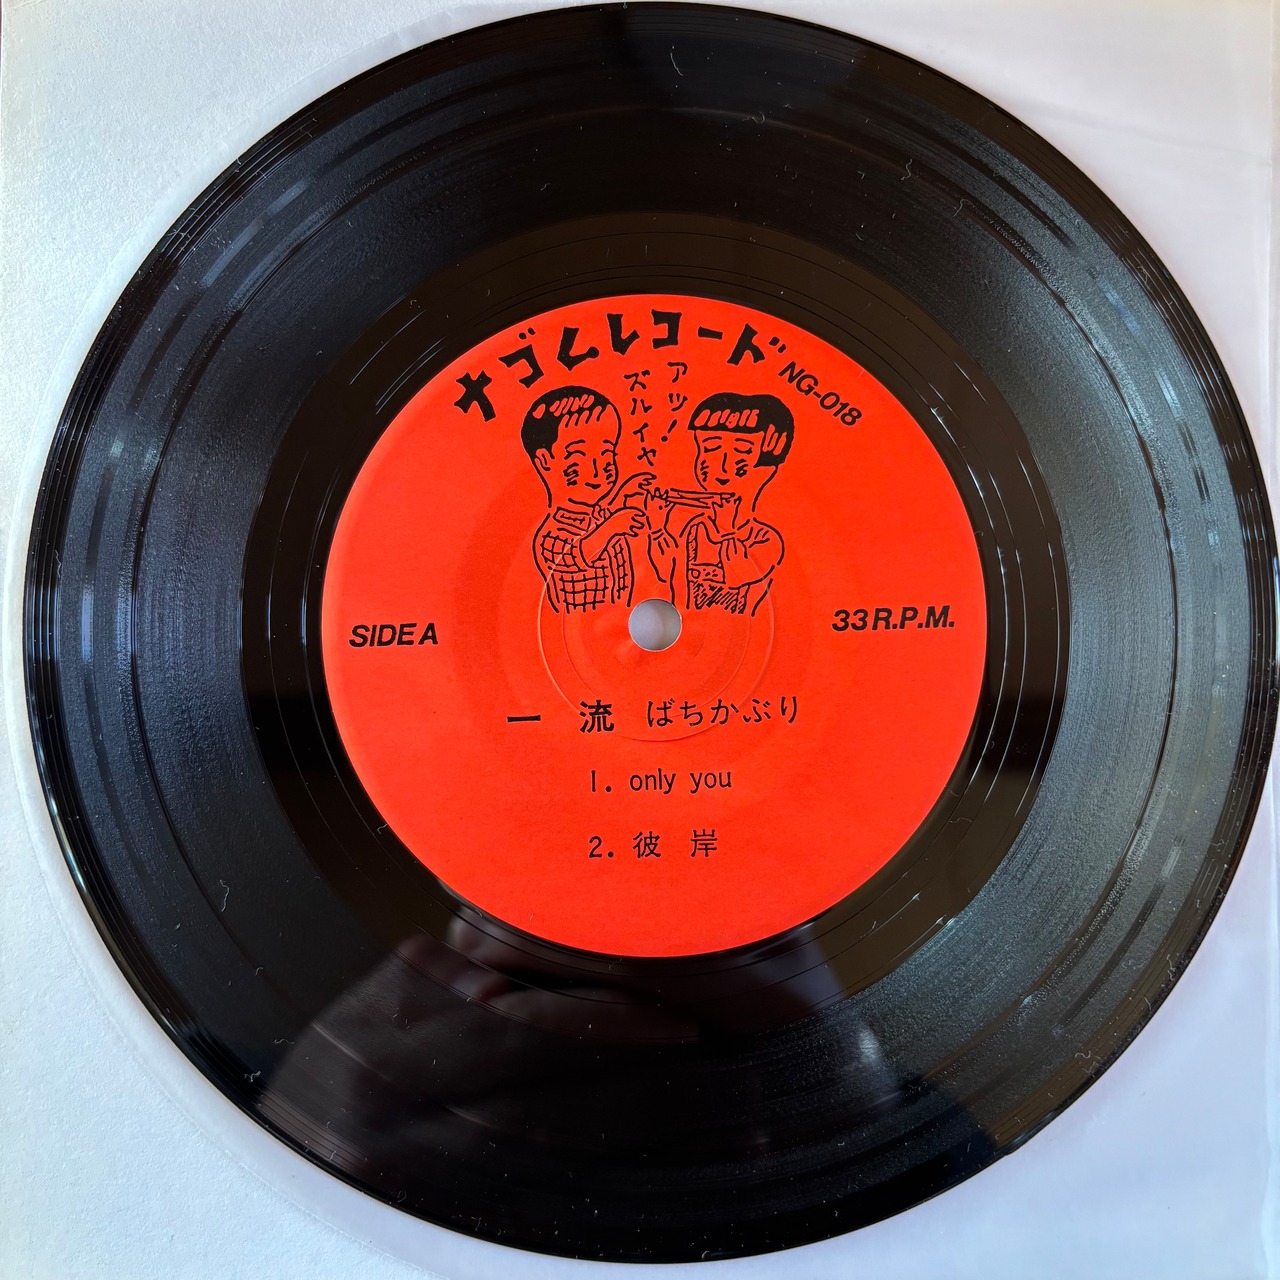 ナゴムレコード
NG-018
アッ!
ズルイヤ
SIDE A
33 R.P.M.
一流 ばちかぶり
1. only you
2. 彼岸